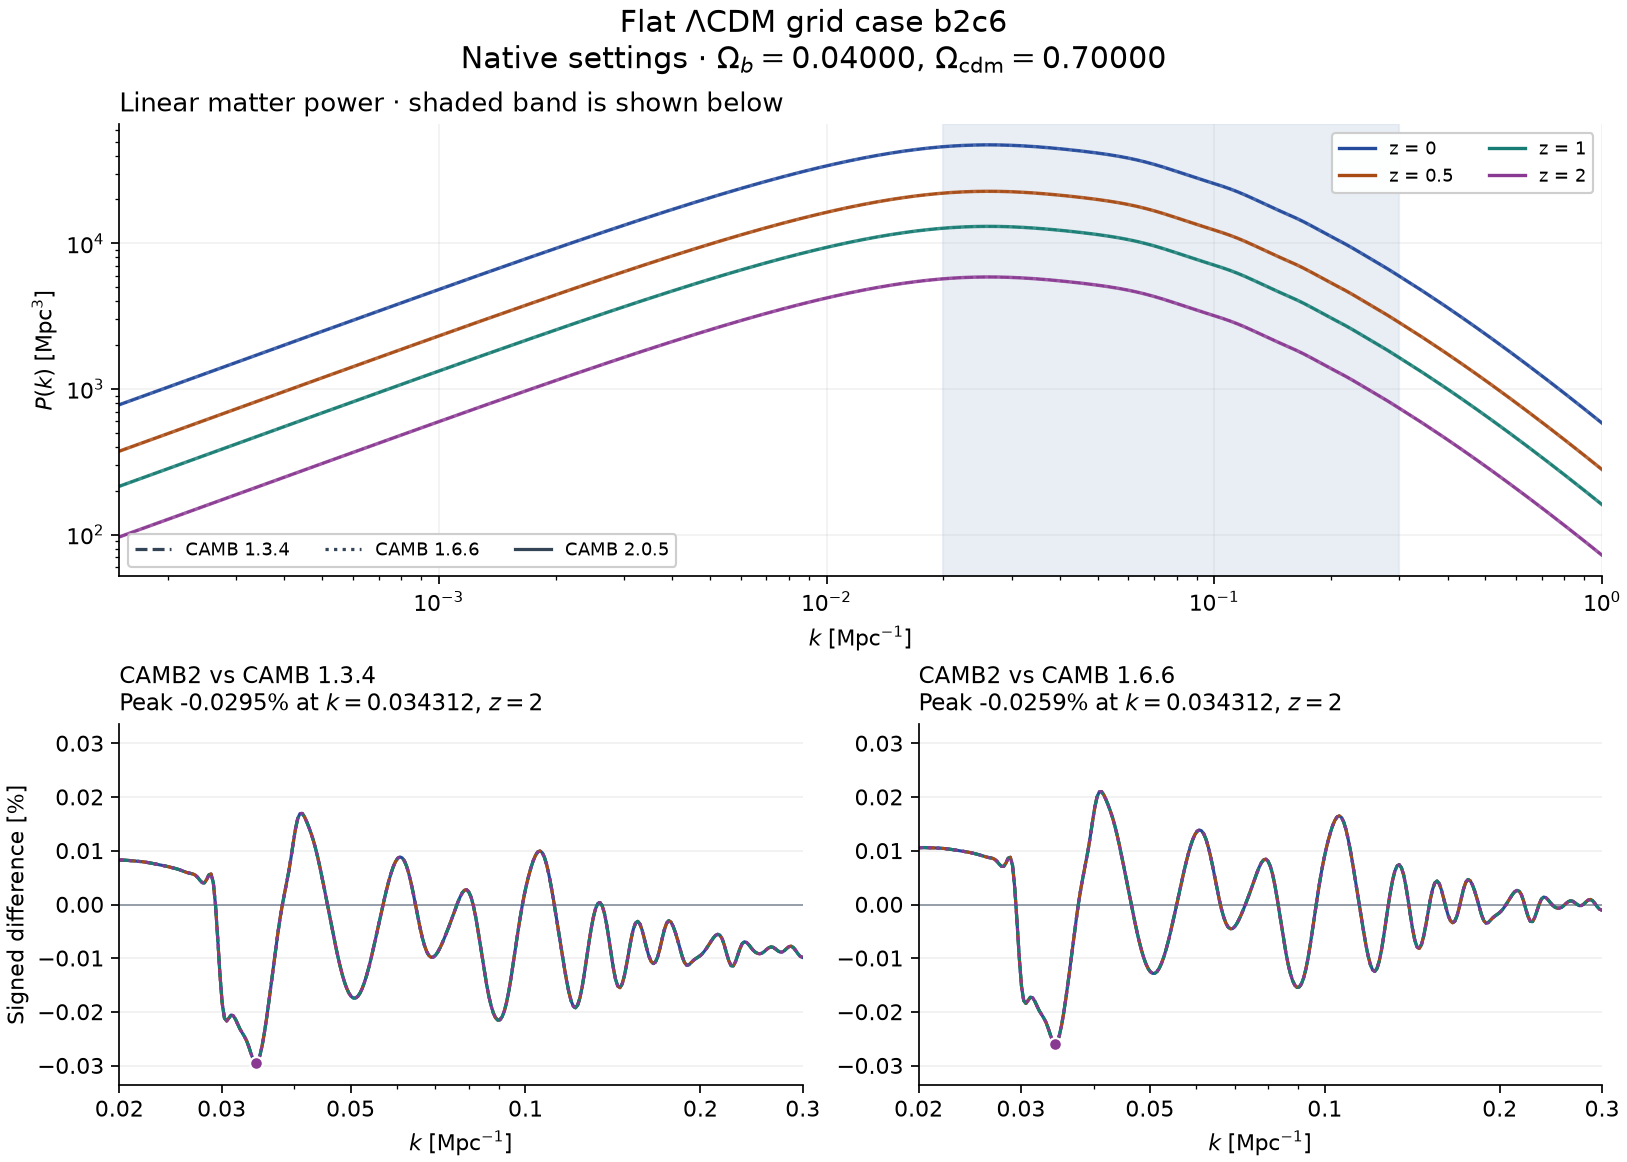 Flat ΛCDM grid case b2c6
Native settings · Ω_b = 0.04000, Ω_cdm = 0.70000
Linear matter power · shaded band is shown below
z = 0
z = 1
z = 0.5
z = 2
10^4
10^3
10^2
P(k) [Mpc^3]
CAMB 1.3.4
CAMB 1.6.6
CAMB 2.0.5
10^−3
10^−2
10^−1
10^0
k [Mpc^−1]
CAMB2 vs CAMB 1.3.4
Peak -0.0295% at k = 0.034312, z = 2
0.03
0.02
0.01
0.00
−0.01
−0.02
−0.03
Signed difference [%]
0.02
0.03
0.05
0.1
0.2
0.3
k [Mpc^−1]
CAMB2 vs CAMB 1.6.6
Peak -0.0259% at k = 0.034312, z = 2
0.03
0.02
0.01
0.00
−0.01
−0.02
−0.03
0.02
0.03
0.05
0.1
0.2
0.3
k [Mpc^−1]